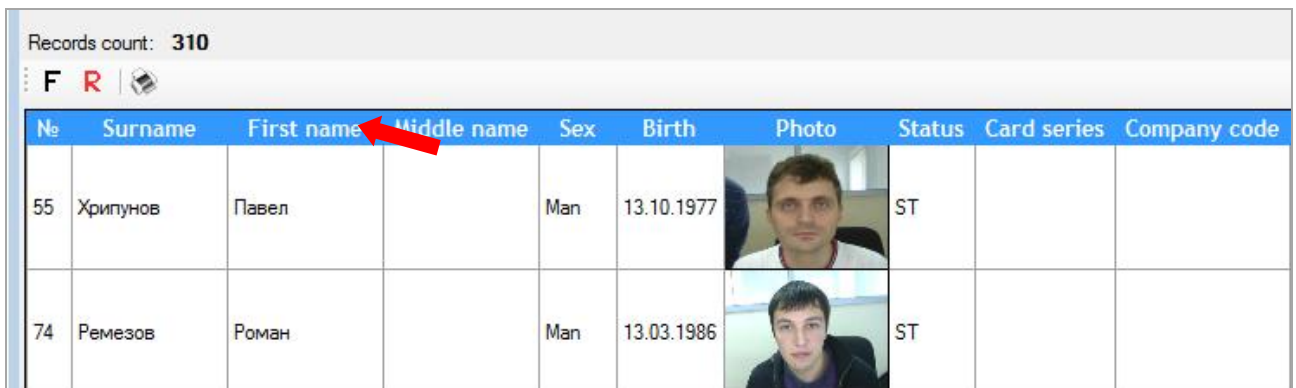 Records count: 310
F R
№ Surname First name Middle name Sex Birth Photo Status Card series Company code
55 Хрипунов Павел Man 13.10.1977 ST
74 Ремезов Роман Man 13.03.1986 ST